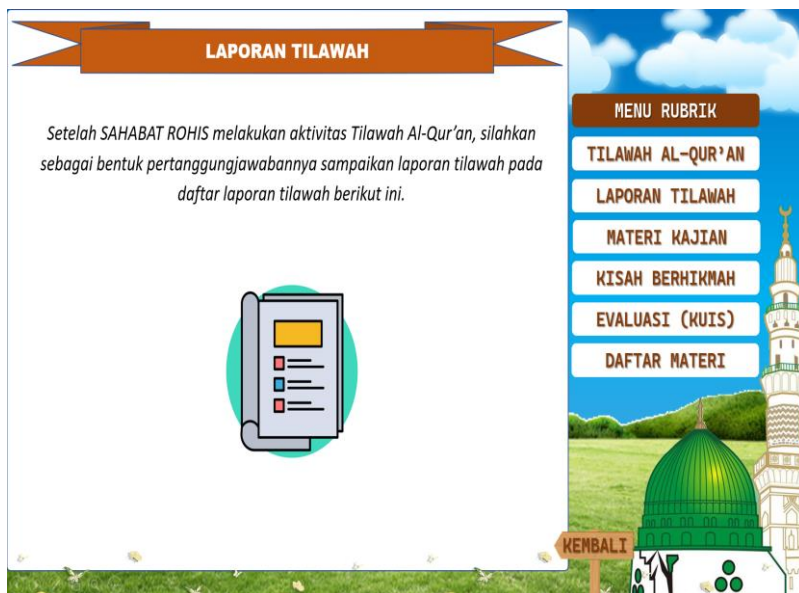 LAPORAN TILAWAH
Setelah SAHABAT ROHIS melakukan aktivitas Tilawah Al-Qur'an, silahkan
sebagai bentuk pertanggungjawabannya sampaikan laporan tilawah pada
daftar laporan tilawah berikut ini.
MENU RUBRIK
TILAWAH AL-QUR'AN
LAPORAN TILAWAH
MATERI KAJIAN
KISAH BERHIKMAH
EVALUASI (KUIS)
DAFTAR MATERI
KEMBALI